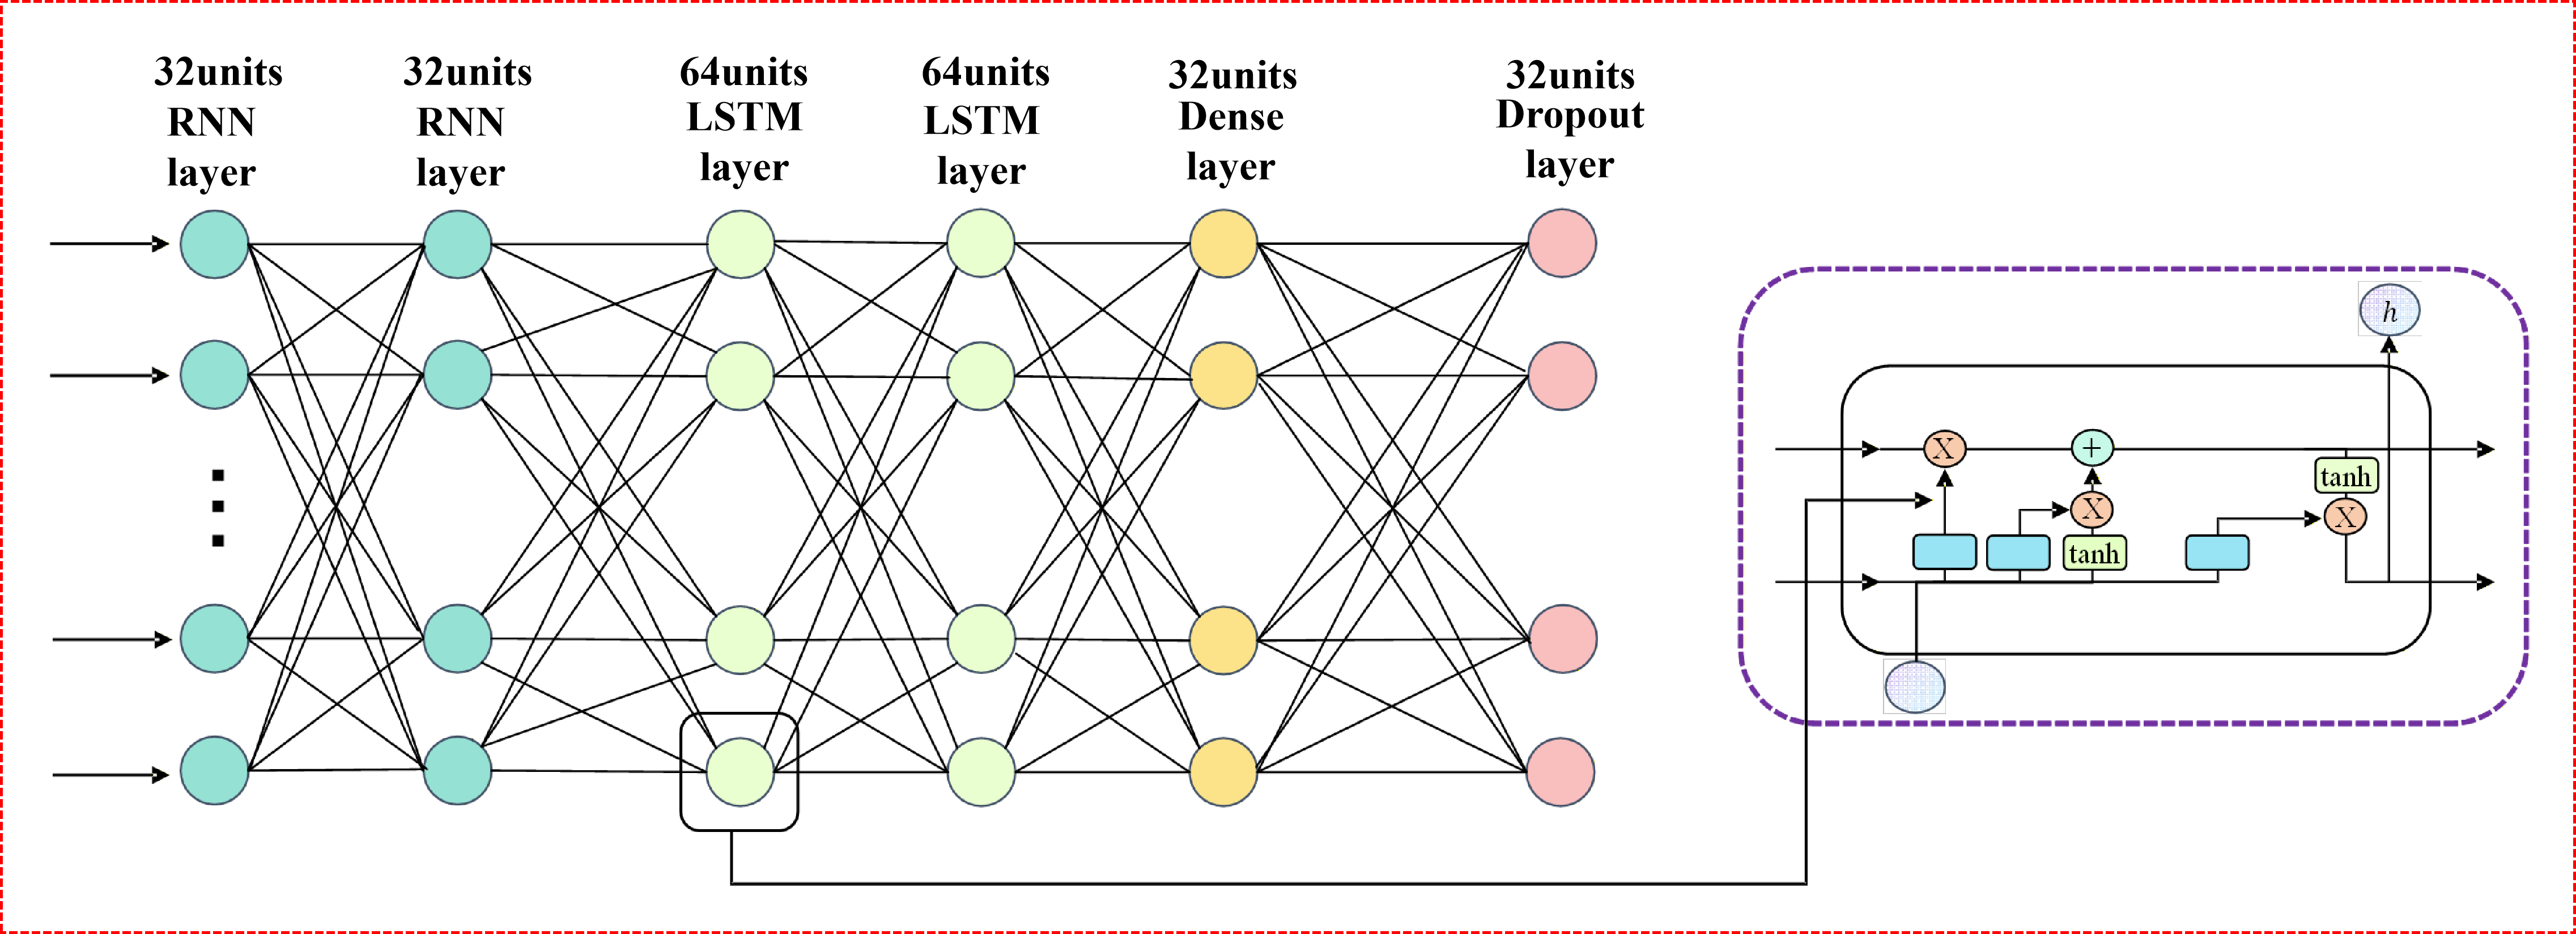 32units
RNN
layer
32units
RNN
layer
64units
LSTM
layer
64units
LSTM
layer
32units
Dense
layer
32units
Dropout
layer
h
X
+
tanh
X
X
tanh